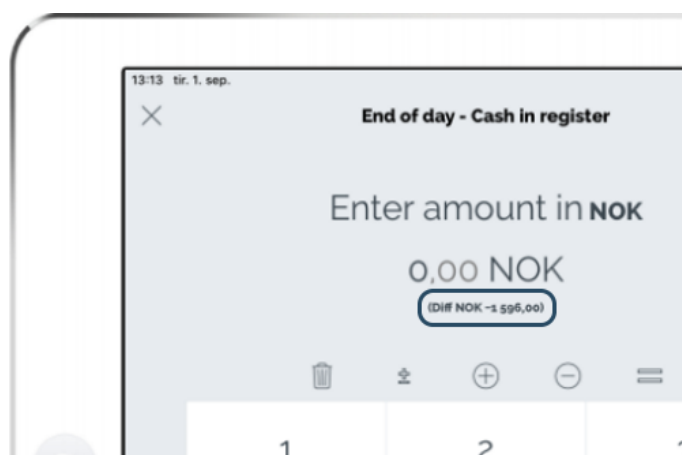 13:13 tir. 1. sep.
End of day - Cash in register
Enter amount in NOK
0,00 NOK
(Diff NOK -1 596,00)
1 2